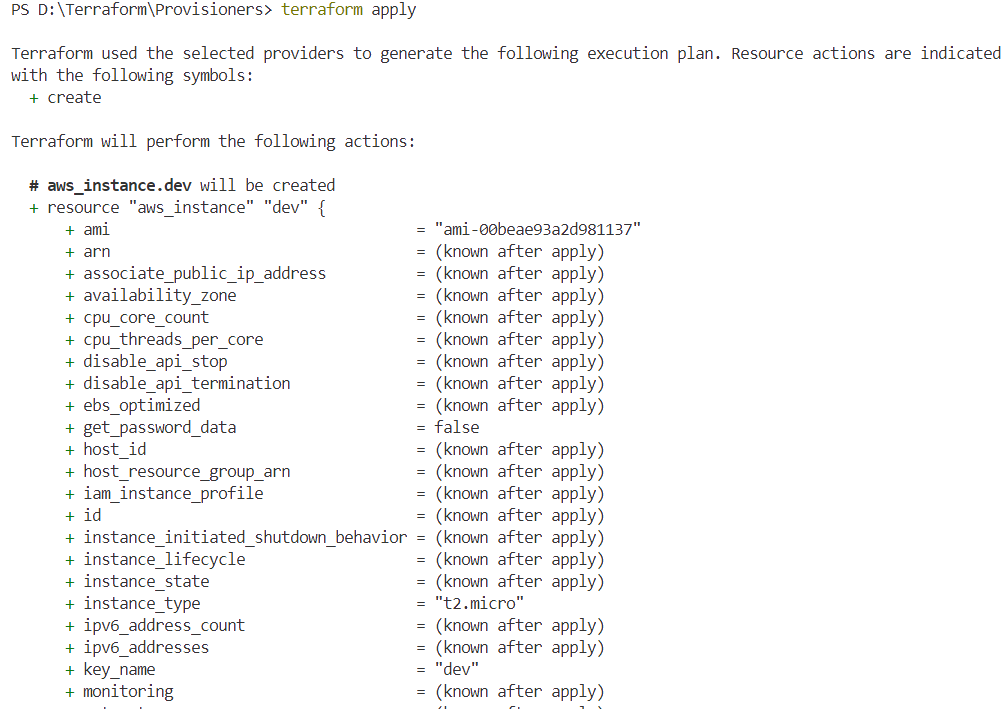 PS D:\Terraform\Provisioners> terraform apply
Terraform used the selected providers to generate the following execution plan. Resource actions are indicated
with the following symbols:
+ create
Terraform will perform the following actions:
# aws_instance.dev will be created
+ resource "aws_instance" "dev" {
+ ami = "ami-00beae93a2d981137"
+ arn = (known after apply)
+ associate_public_ip_address = (known after apply)
+ availability_zone = (known after apply)
+ cpu_core_count = (known after apply)
+ cpu_threads_per_core = (known after apply)
+ disable_api_stop = (known after apply)
+ disable_api_termination = (known after apply)
+ ebs_optimized = (known after apply)
+ get_password_data = false
+ host_id = (known after apply)
+ host_resource_group_arn = (known after apply)
+ iam_instance_profile = (known after apply)
+ id = (known after apply)
+ instance_initiated_shutdown_behavior = (known after apply)
+ instance_lifecycle = (known after apply)
+ instance_state = (known after apply)
+ instance_type = "t2.micro"
+ ipv6_address_count = (known after apply)
+ ipv6_addresses = (known after apply)
+ key_name = "dev"
+ monitoring = (known after apply)